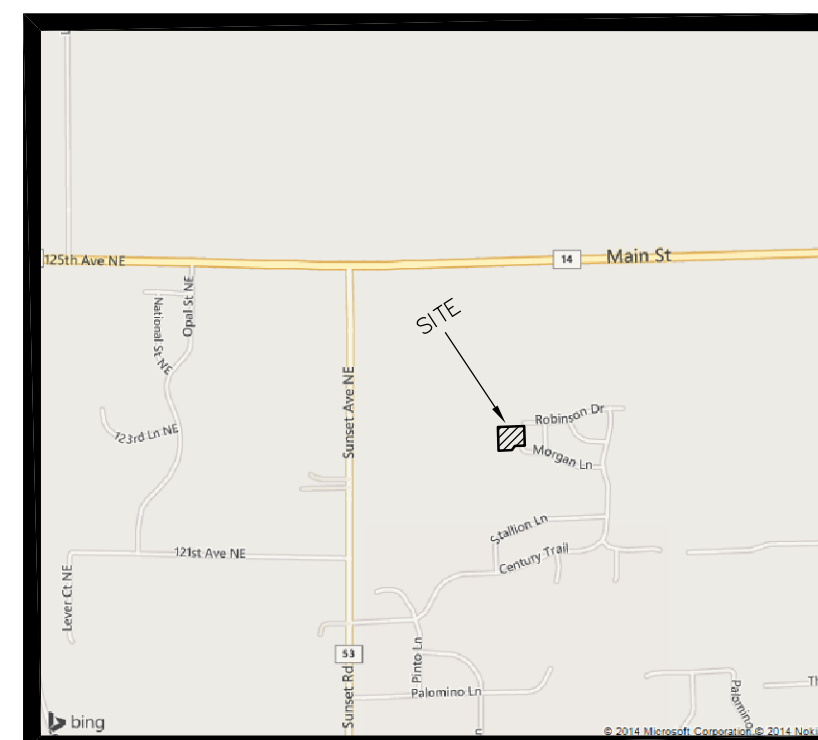 125th Ave NE
14
Main St
Opal St NE
National St NE
SITE
Sunset Ave NE
Robinson Dr
123rd Ln NE
Morgan Ln
Stallion Ln
121st Ave NE
Century Trail
Lever Ct NE
53
Pinto Ln
Sunset Rd
Palomino Ln
Palomino
Th
bing
© 2014 Microsoft Corporation © 2014 Noki